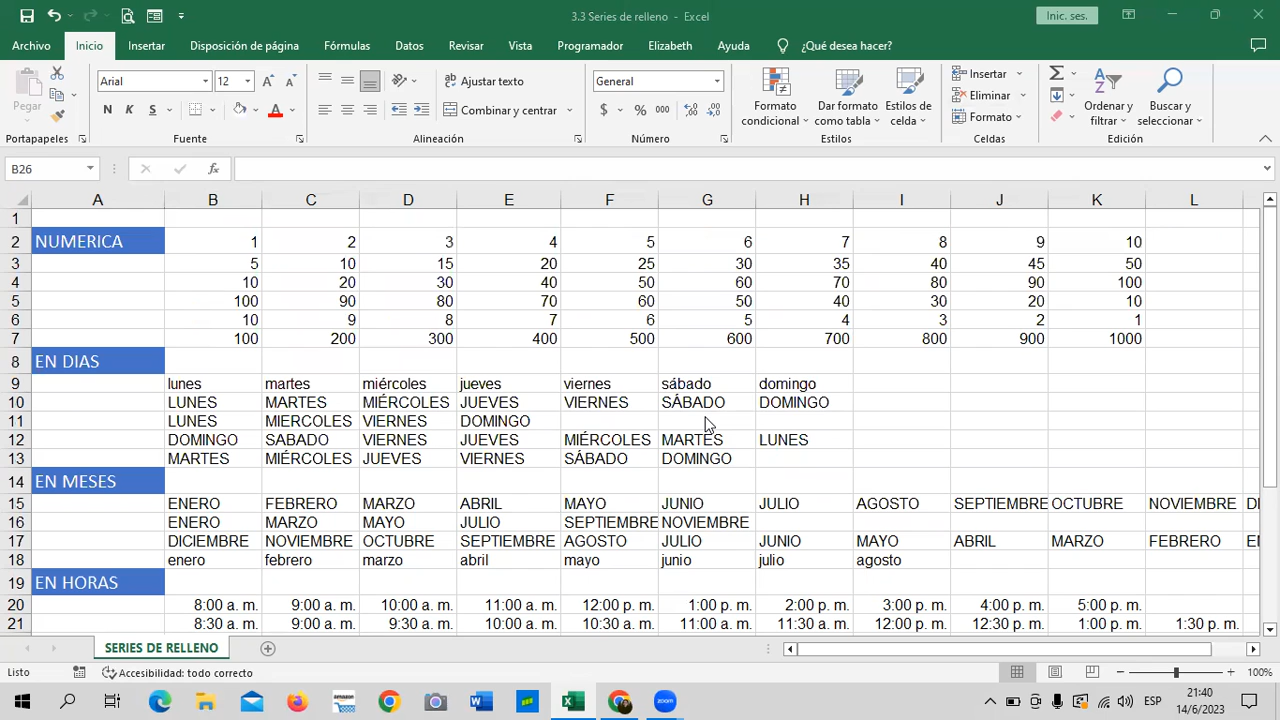 3.3 Series de relleno - Excel
Inic. ses.
Archivo Inicio Insertar Disposición de página Fórmulas Datos Revisar Vista Programador Elizabeth Ayuda ¿Qué desea hacer?
Pegar
Arial 12
N K S A
Ajustar texto
Combinar y centrar
General
$ % 000
Formato condicional
Dar formato como tabla
Estilos de celda
Insertar
Eliminar
Formato
Ordenar y filtrar
Buscar y seleccionar
Portapapeles Fuente Alineación Número Estilos Celdas Edición
B26 fx
A B C D E F G H I J K L
1
2 NUMERICA 1 2 3 4 5 6 7 8 9 10
3 5 10 15 20 25 30 35 40 45 50
4 10 20 30 40 50 60 70 80 90 100
5 100 90 80 70 60 50 40 30 20 10
6 10 9 8 7 6 5 4 3 2 1
7 100 200 300 400 500 600 700 800 900 1000
8 EN DIAS
9 lunes martes miércoles jueves viernes sábado domingo
10 LUNES MARTES MIÉRCOLES JUEVES VIERNES SÁBADO DOMINGO
11 LUNES MIERCOLES VIERNES DOMINGO
12 DOMINGO SABADO VIERNES JUEVES MIÉRCOLES MARTES LUNES
13 MARTES MIÉRCOLES JUEVES VIERNES SÁBADO DOMINGO
14 EN MESES
15 ENERO FEBRERO MARZO ABRIL MAYO JUNIO JULIO AGOSTO SEPTIEMBRE OCTUBRE NOVIEMBRE
16 ENERO MARZO MAYO JULIO SEPTIEMBRE NOVIEMBRE
17 DICIEMBRE NOVIEMBRE OCTUBRE SEPTIEMBRE AGOSTO JULIO JUNIO MAYO ABRIL MARZO FEBRERO
18 enero febrero marzo abril mayo junio julio agosto
19 EN HORAS
20 8:00 a. m. 9:00 a. m. 10:00 a. m. 11:00 a. m. 12:00 p. m. 1:00 p. m. 2:00 p. m. 3:00 p. m. 4:00 p. m. 5:00 p. m.
21 8:30 a. m. 9:00 a. m. 9:30 a. m. 10:00 a. m. 10:30 a. m. 11:00 a. m. 11:30 a. m. 12:00 p. m. 12:30 p. m. 1:00 p. m. 1:30 p. m.
SERIES DE RELLENO
Listo Accesibilidad: todo correcto 100%
amazon zoom ESP 21:40
14/6/2023